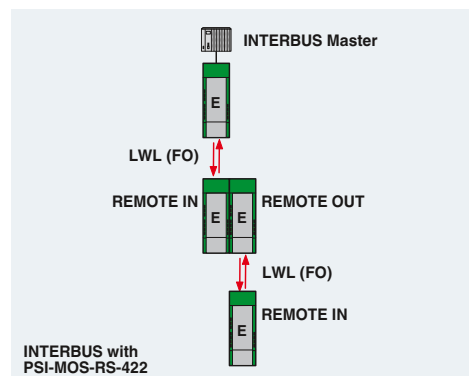 INTERBUS Master
E
LWL (FO)
REMOTE IN
E
E
REMOTE OUT
LWL (FO)
E
REMOTE IN
INTERBUS with
PSI-MOS-RS-422